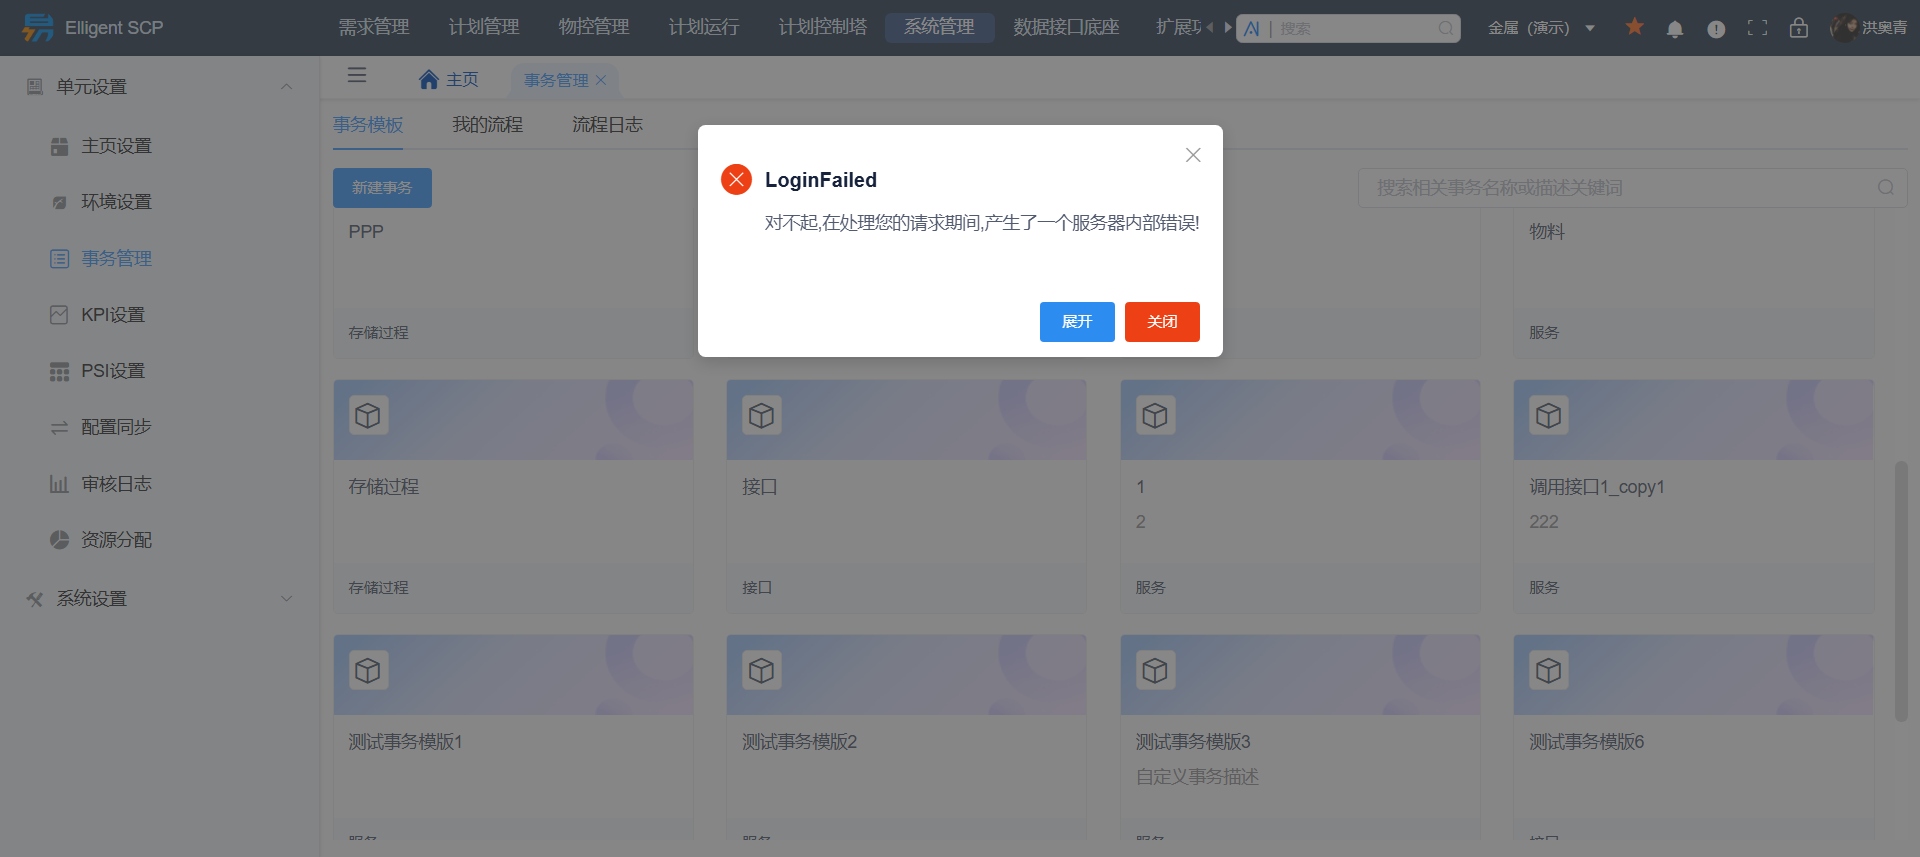 Elligent SCP
需求管理
计划管理
物控管理
计划运行
计划控制塔
系统管理
数据接口底座
扩展
AI | 搜索
金属 (演示)
洪奥青
单元设置
主页设置
环境设置
事务管理
KPI设置
PSI设置
配置同步
审核日志
资源分配
系统设置
主页
事务管理
事务模板
我的流程
流程日志
新建事务
搜索相关事务名称或描述关键词
LoginFailed
对不起,在处理您的请求期间,产生了一个服务器内部错误!
展开
关闭
PPP
存储过程
物料
服务
存储过程
存储过程
接口
接口
1
2
服务
调用接口1_copy1
222
服务
测试事务模版1
测试事务模版2
测试事务模版3
自定义事务描述
测试事务模版6